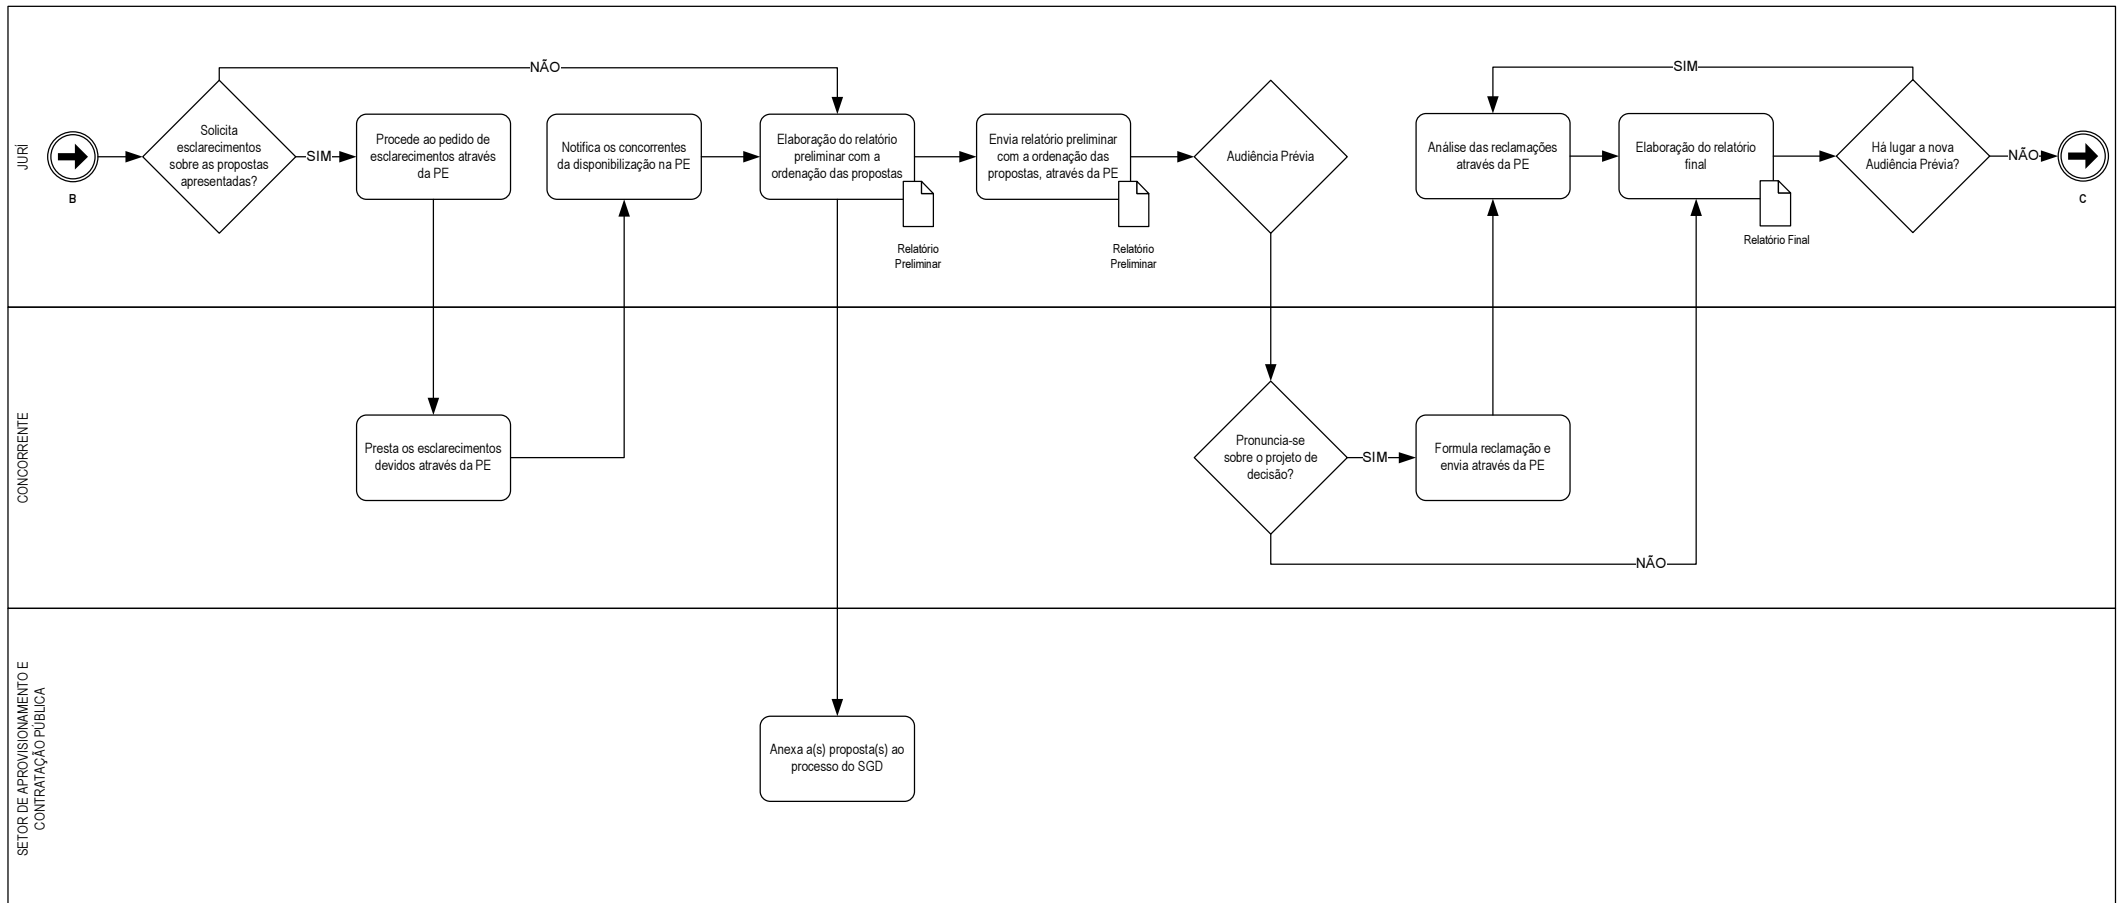 JURÍ
B
Solicita
esclarecimentos
sobre as propostas
apresentadas?
NÃO
SIM
Procede ao pedido de
esclarecimentos através
da PE
Notifica os concorrentes
da disponibilização na PE
Elaboração do relatório
preliminar com a
ordenação das propostas
Relatório
Preliminar
Envia relatório preliminar
com a ordenação das
propostas, através da PE
Relatório
Preliminar
Audiência Prévia
SIM
Análise das reclamações
através da PE
Elaboração do relatório
final
Relatório Final
Há lugar a nova
Audiência Prévia?
NÃO
C
CONCORRENTE
Presta os esclarecimentos
devidos através da PE
Pronuncia-se
sobre o projeto de
decisão?
SIM
Formula reclamação e
envia através da PE
NÃO
SETOR DE APROVISIONAMENTO E
CONTRATAÇÃO PÚBLICA
Anexa a(s) proposta(s) ao
processo do SGD